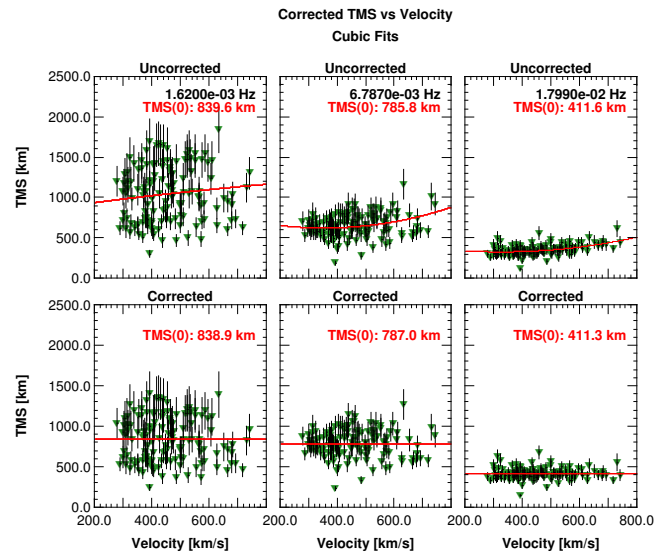 Corrected TMS vs Velocity
Cubic Fits
Uncorrected Uncorrected Uncorrected
2500.0 1.6200e-03 Hz 6.7870e-03 Hz 1.7990e-02 Hz
TMS(0): 839.6 km TMS(0): 785.8 km TMS(0): 411.6 km
2000.0
1500.0
TMS [km]
1000.0
500.0
0.0
Corrected Corrected Corrected
2500.0
TMS(0): 838.9 km TMS(0): 787.0 km TMS(0): 411.3 km
2000.0
1500.0
TMS [km]
1000.0
500.0
0.0
200.0 400.0 600.0 200.0 400.0 600.0 200.0 400.0 600.0 800.0
Velocity [km/s] Velocity [km/s] Velocity [km/s]